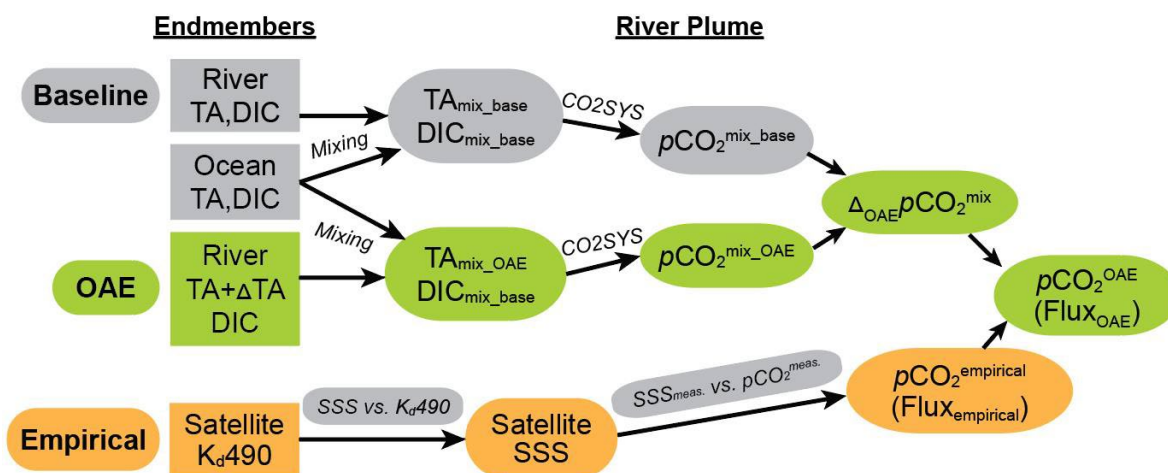 Endmembers
River Plume
Baseline
River
TA,DIC
Ocean
TA,DIC
Mixing
TAmix_base
DICmix_base
CO2SYS
pCO₂mix_base
OAE
River
TA+ΔTA
DIC
Mixing
TAmix_OAE
DICmix_base
CO2SYS
pCO₂mix_OAE
ΔOAEpCO₂mix
pCO₂OAE
(FluxOAE)
Empirical
Satellite
Kd490
SSS vs. Kd490
Satellite
SSS
SSSmeas. vs. pCO₂meas.
pCO₂empirical
(Fluxempirical)